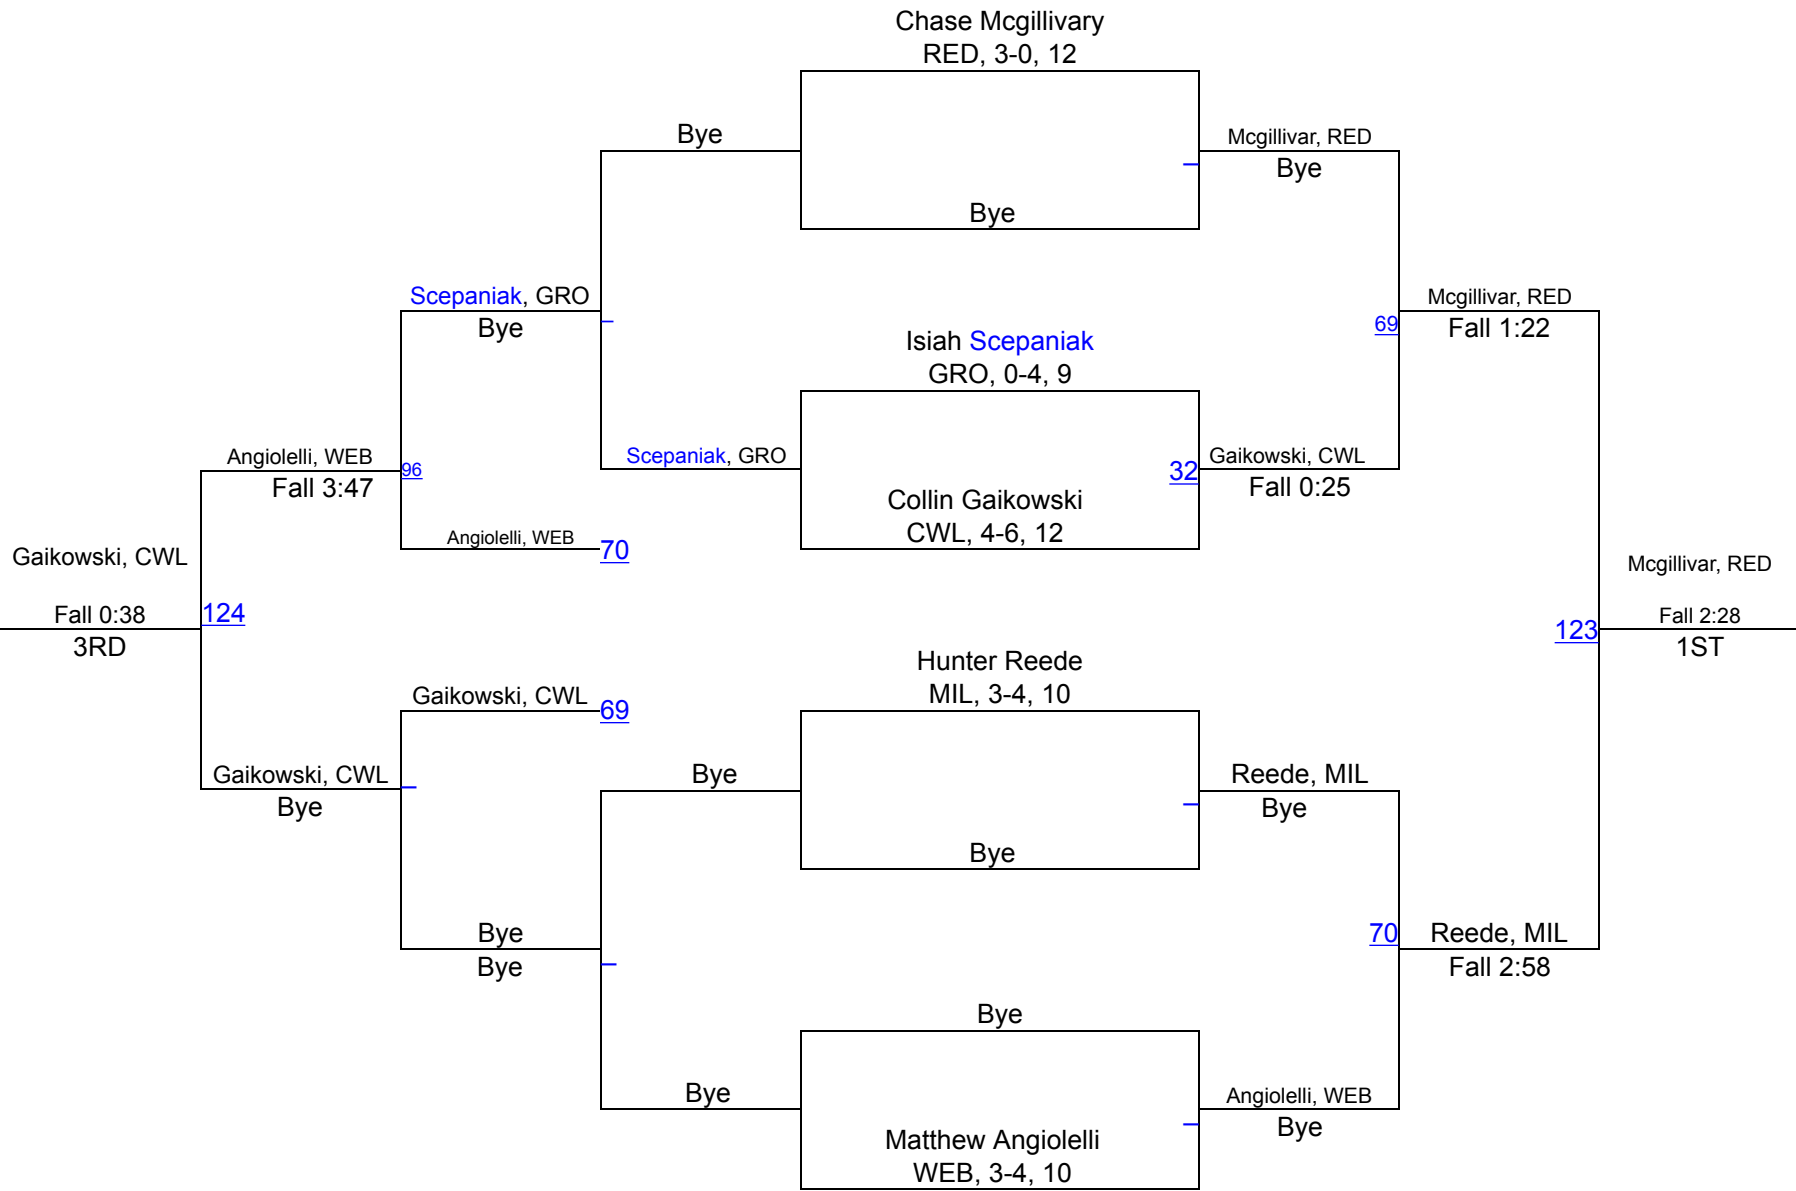 Chase Mcgillivary
RED, 3-0, 12
Bye
Mcgillivar, RED
Bye
Bye
Scepaniak, GRO
Bye
Mcgillivar, RED
69
Fall 1:22
Isiah Scepaniak
GRO, 0-4, 9
Angiolelli, WEB
96
Fall 3:47
Scepaniak, GRO
32
Gaikowski, CWL
Fall 0:25
Collin Gaikowski
CWL, 4-6, 12
Angiolelli, WEB
70
Gaikowski, CWL
Fall 0:38
3RD
124
Mcgillivar, RED
123
Fall 2:28
1ST
Hunter Reede
MIL, 3-4, 10
Gaikowski, CWL
69
Gaikowski, CWL
Bye
Bye
Reede, MIL
Bye
Bye
Bye
Bye
70
Reede, MIL
Fall 2:58
Bye
Bye
Angiolelli, WEB
Bye
Matthew Angiolelli
WEB, 3-4, 10